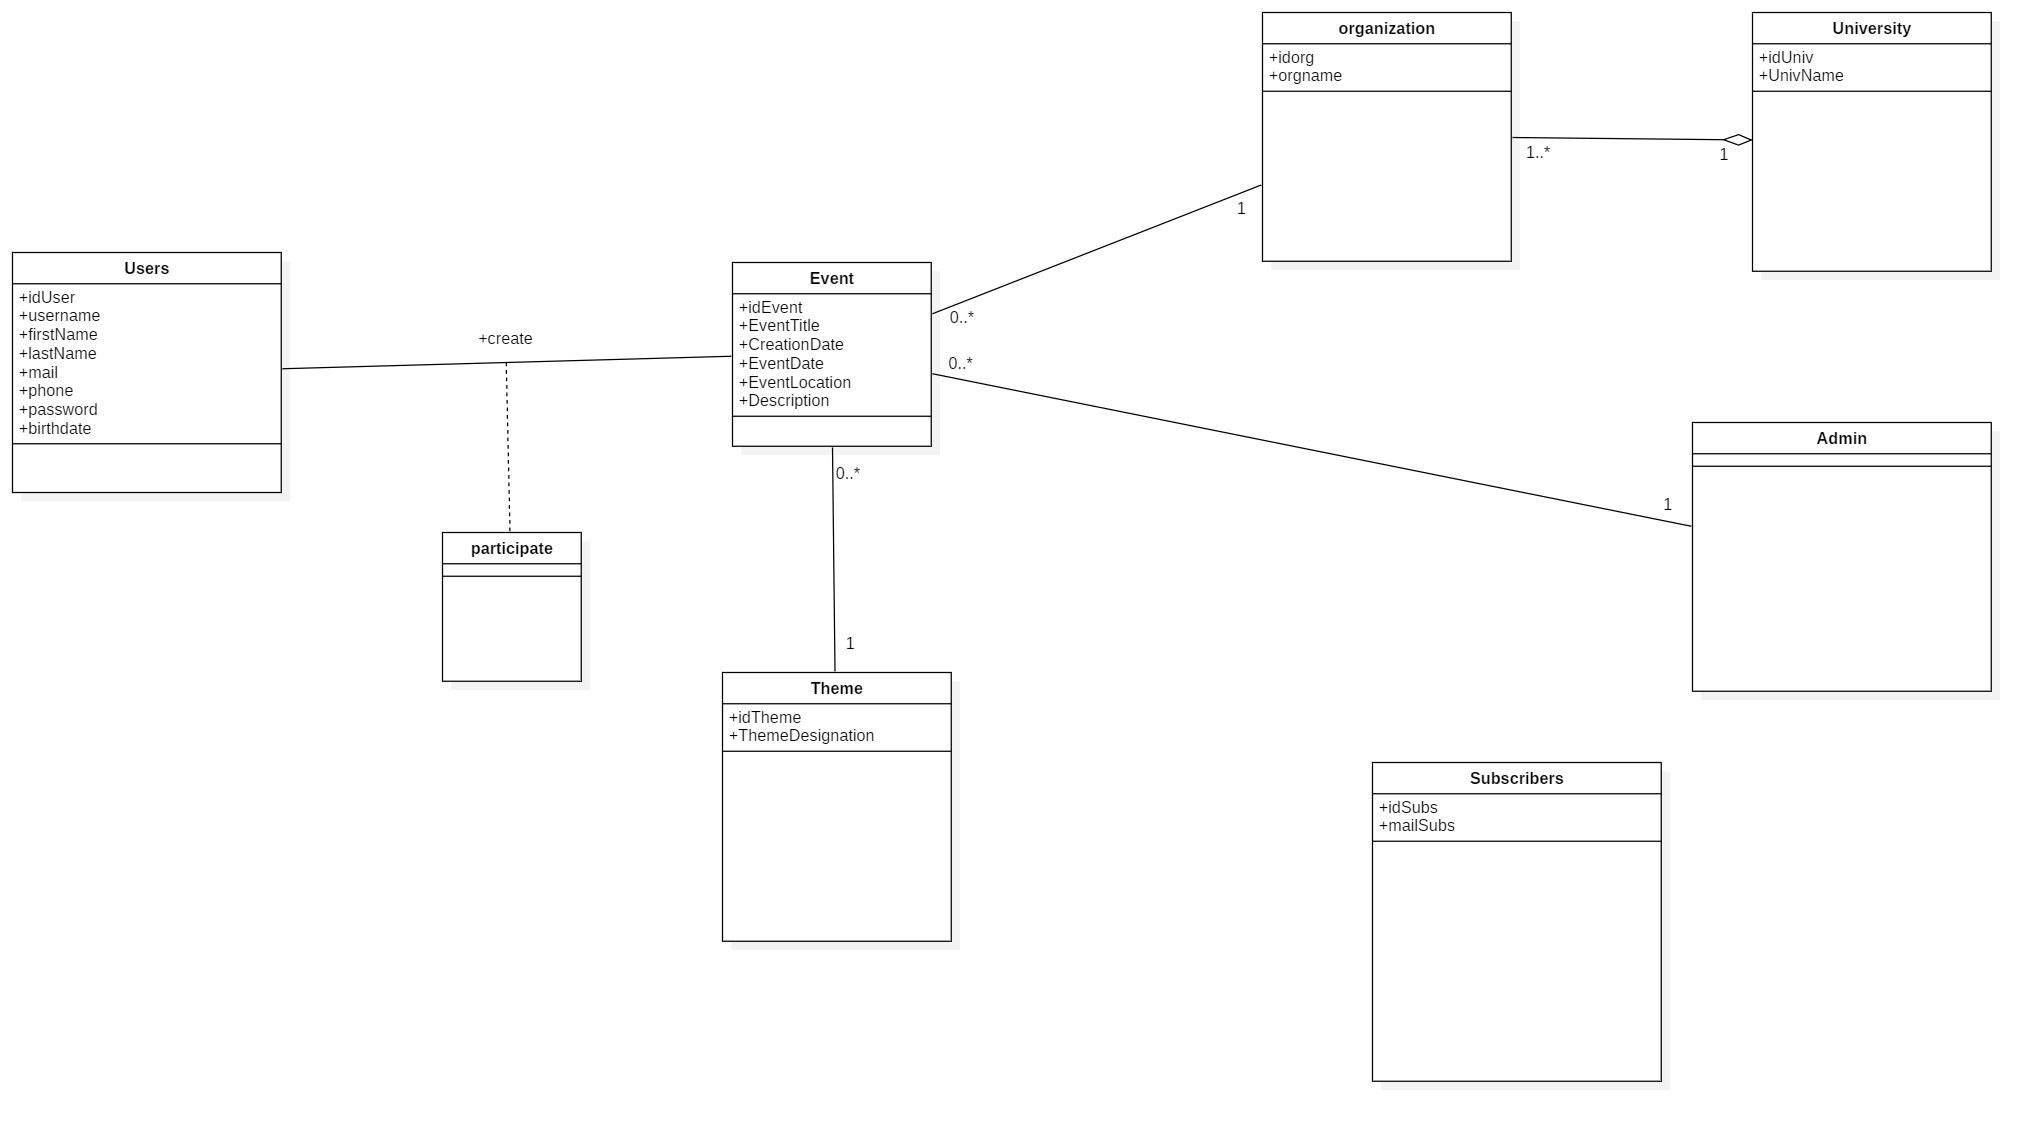 organization
+idorg
+orgname
University
+idUniv
+UnivName
1..*
1
1
0..*
0..*
Users
+idUser
+username
+firstName
+lastName
+mail
+phone
+password
+birthdate
+create
Event
+idEvent
+EventTitle
+CreationDate
+EventDate
+EventLocation
+Description
0..*
1
Admin
1
participate
Theme
+idTheme
+ThemeDesignation
Subscribers
+idSubs
+mailSubs